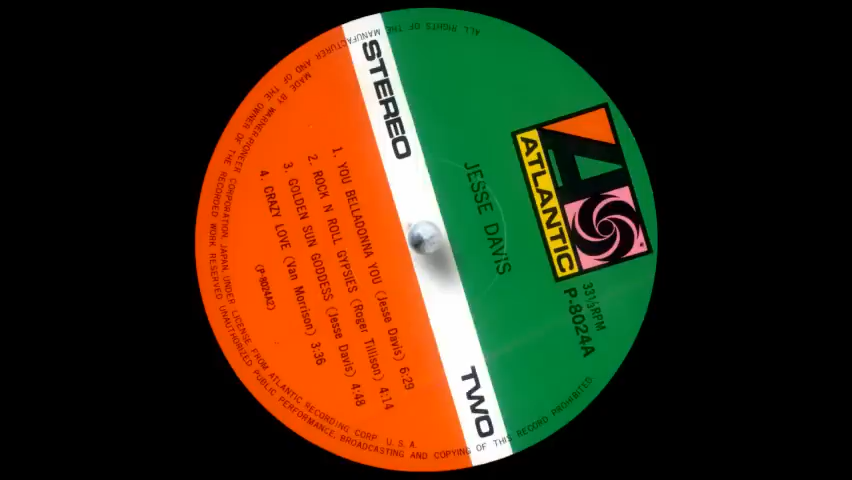 ATLANTIC
33⅓RPM
P-8024A
JESSE DAVIS
STEREO
TWO
1. YOU BELLADONNA YOU (Jesse Davis) 6:29
2. ROCK N ROLL GYPSIES (Roger Tillison) 4:14
3. GOLDEN SUN GODDESS (Jesse Davis) 4:48
4. CRAZY LOVE (Van Morrison) 3:36
(P-8024A2)
MADE BY WARNER-PIONEER CORPORATION, JAPAN, UNDER LICENSE FROM ATLANTIC RECORDING CORP. U.S.A.
ALL RIGHTS OF THE MANUFACTURER AND OF THE OWNER OF THE RECORDED WORK RESERVED UNAUTHORIZED PUBLIC PERFORMANCE, BROADCASTING AND COPYING OF THIS RECORD PROHIBITED